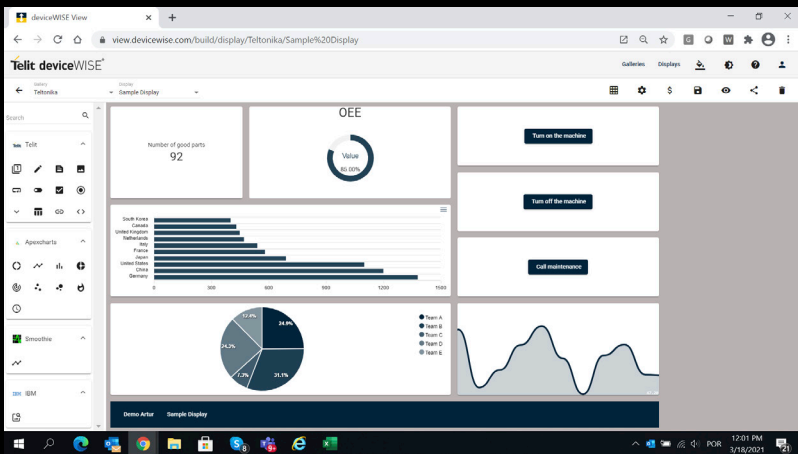 deviceWISE View
view.devicewise.com/build/display/Teltonika/Sample%20Display
Telit deviceWISE
Galleries Displays
Gallery
Teltonika
Display
Sample Display
Search
Telit
Apexcharts
Smoothie
IBM IBM
Number of good parts
92
OEE
Value
80.00%
Turn on the machine
Turn off the machine
Call maintenance
South Korea
Canada
United Kingdom
Netherlands
Italy
France
Japan
United States
China
Germany
0 300 600 900 1200 1500
24.9%
31.1%
7.3%
24.3%
12.4%
Team A
Team B
Team C
Team D
Team E
Demo Artur Sample Display
POR
12:01 PM
3/18/2021